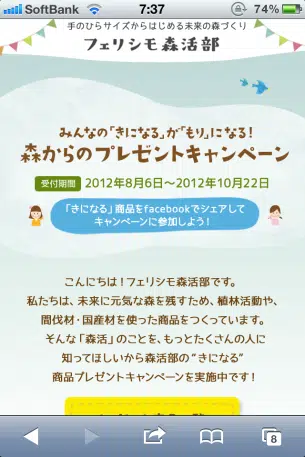 SoftBank 7:37 74%
手のひらサイズからはじめる未来の森づくり
フェリシモ森活部
みんなの「きになる」が「もり」になる!
森からのプレゼントキャンペーン
受付期間 2012年8月6日〜2012年10月22日
「きになる」商品をfacebookでシェアして
キャンペーンに参加しよう!
こんにちは!フェリシモ森活部です。
私たちは、未来に元気な森を残すため、植林活動や、
間伐材・国産材を使った商品をつくっています。
そんな「森活」のことを、もっとたくさんの人に
知ってほしいから森活部の“きになる”
商品プレゼントキャンペーンを実施中です!
8